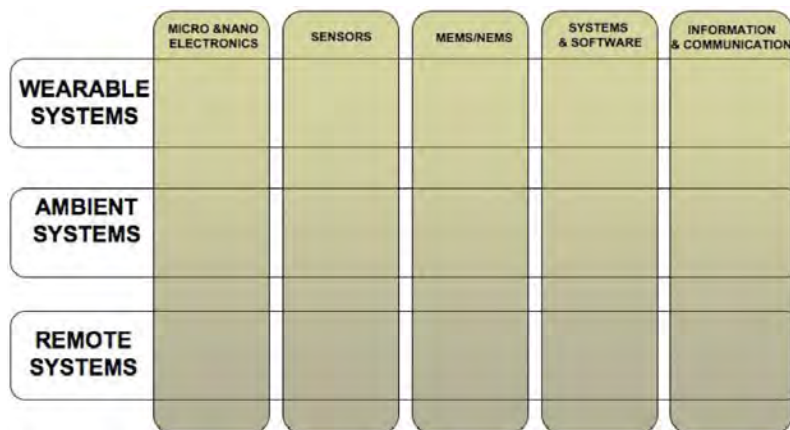 MICRO &NANO
ELECTRONICS
SENSORS
MEMS/NEMS
SYSTEMS
& SOFTWARE
INFORMATION
& COMMUNICATION
WEARABLE
SYSTEMS
AMBIENT
SYSTEMS
REMOTE
SYSTEMS